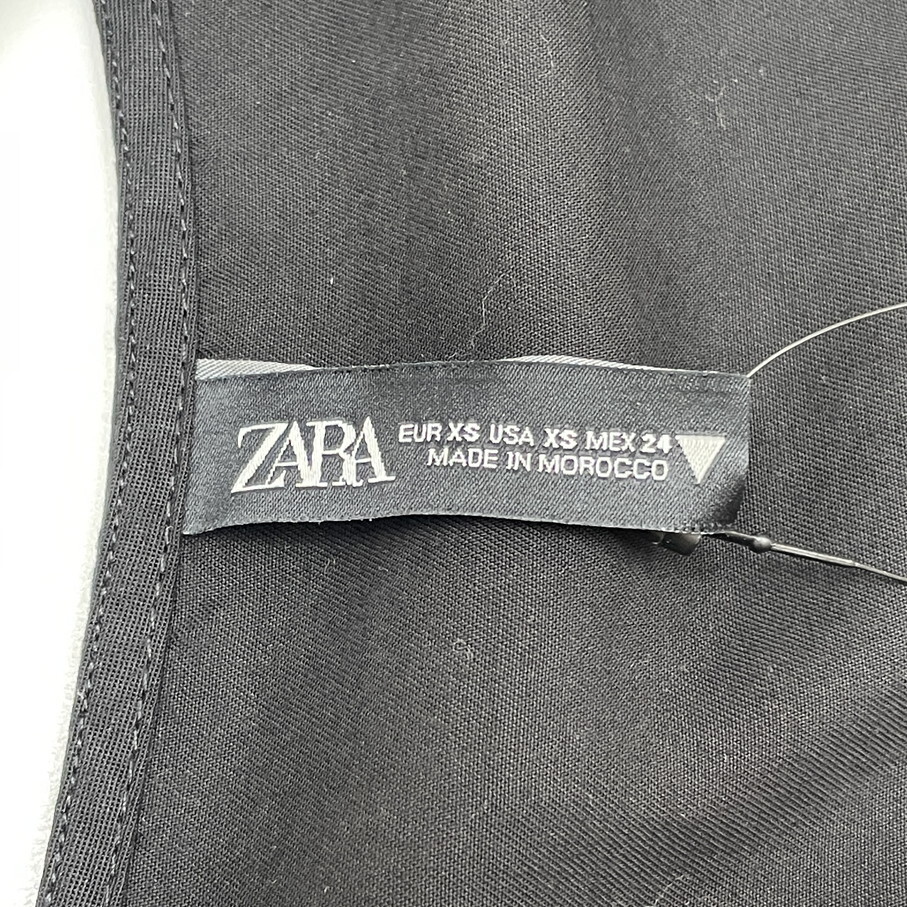 ZARA
EUR XS USA XS MEX 24
MADE IN MOROCCO